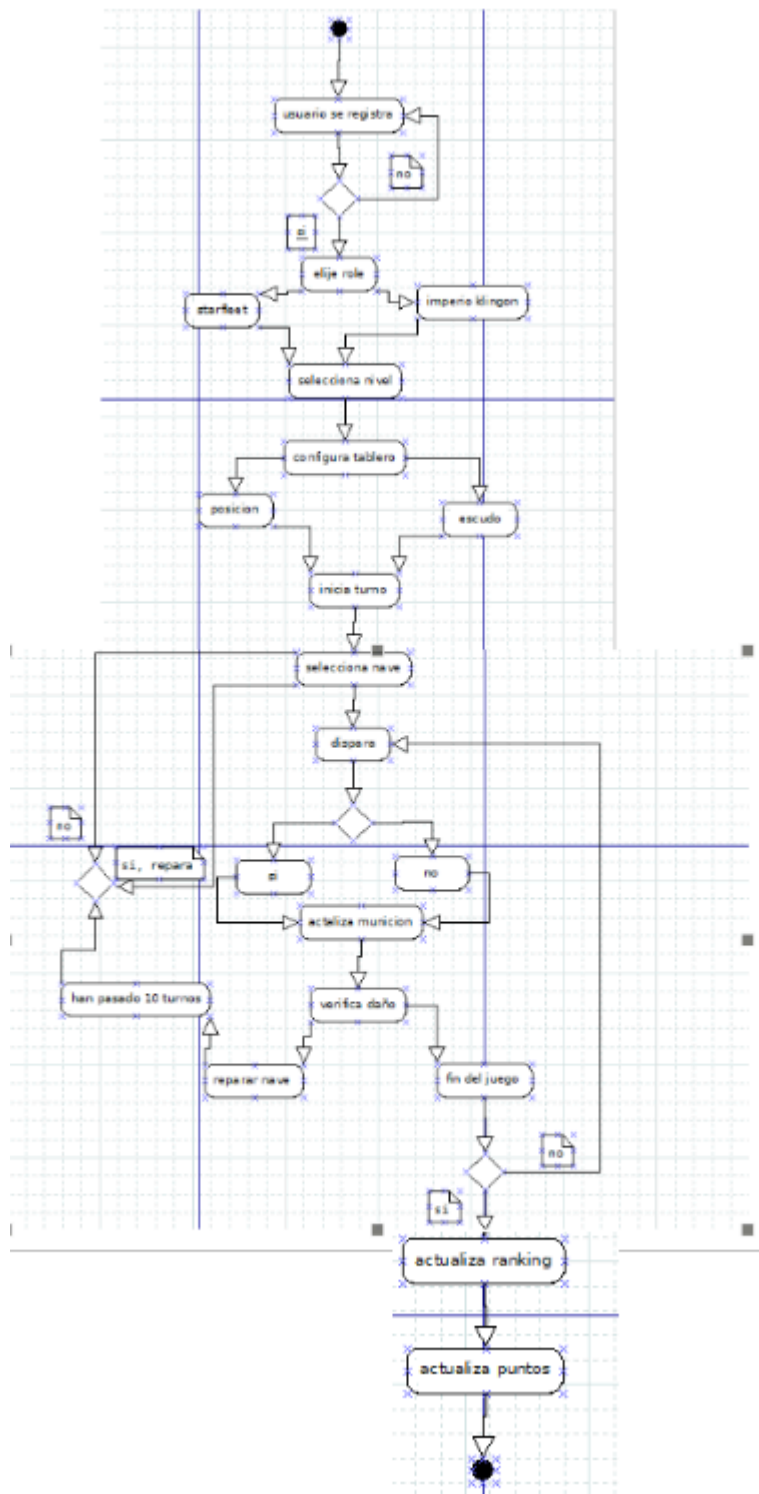 usuario se registra
no
si
elije role
starfleet
imperio klingon
selecciona nivel
configura tablero
posicion
escudo
inicia turno
selecciona nave
dispara
no
si, repara
si
no
acteliza municion
han pasado 10 turnos
verifica daño
reparar nave
fin del juego
no
si
actualiza ranking
actualiza puntos